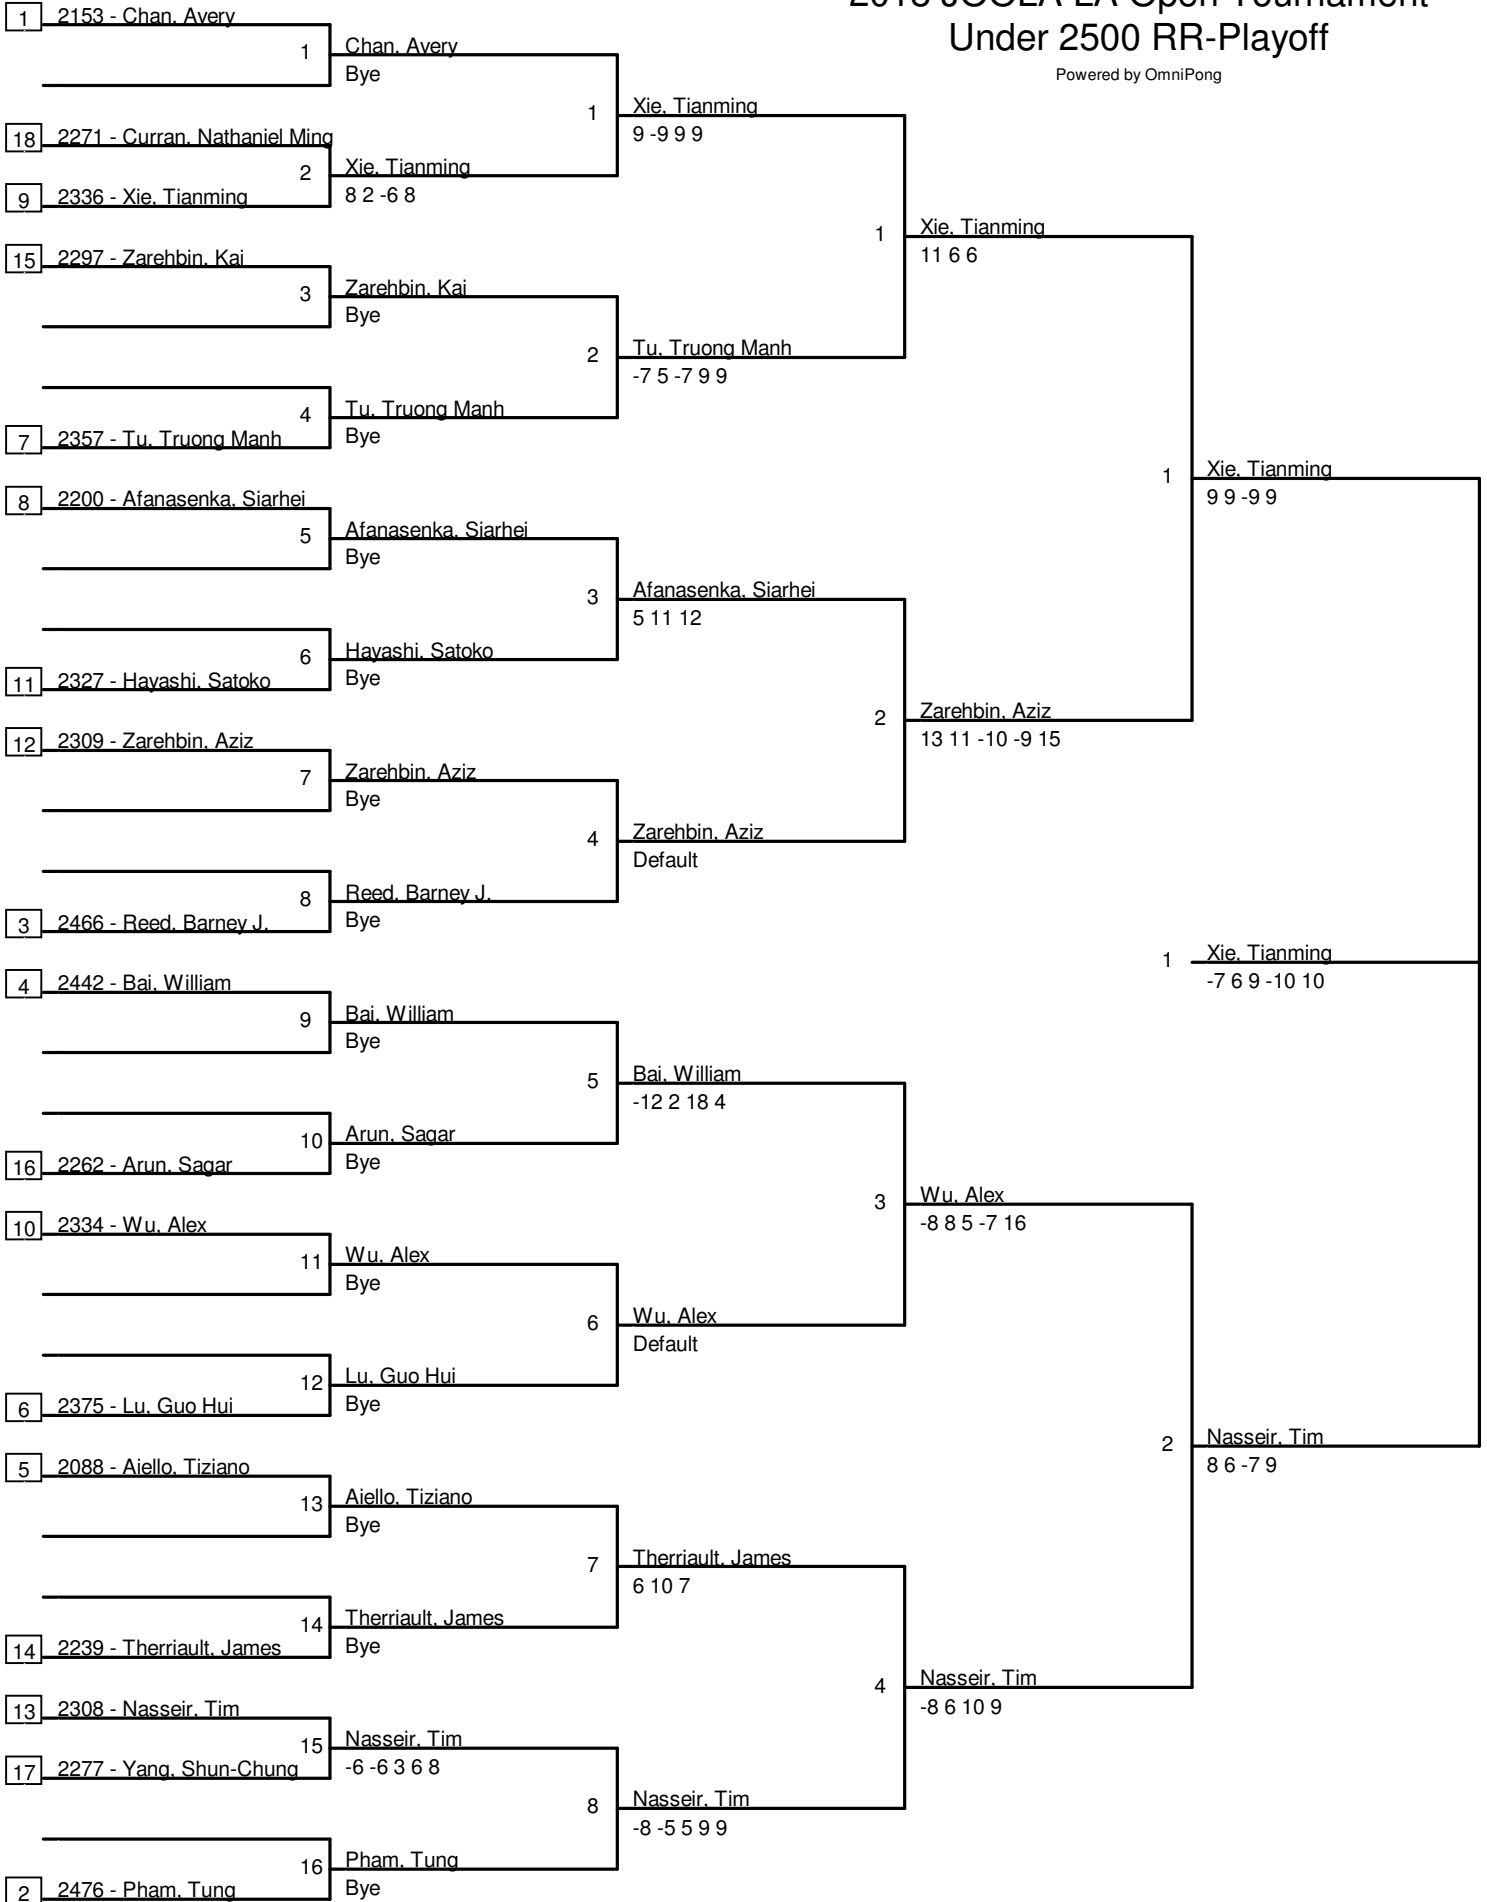 2018 JOOLA LA Open Tournament
Under 2500 RR-Playoff
Powered by OmniPong
1 2153 - Chan, Avery
1 Chan, Avery
Bye
1 Xie, Tianming
9 -9 9 9
18 2271 - Curran, Nathaniel Ming
2 Xie, Tianming
8 2 -6 8
9 2336 - Xie, Tianming
1 Xie, Tianming
11 6 6
15 2297 - Zarehbin, Kai
3 Zarehbin, Kai
Bye
2 Tu, Truong Manh
-7 5 -7 9 9
4 Tu, Truong Manh
Bye
7 2357 - Tu, Truong Manh
1 Xie, Tianming
9 9 -9 9
8 2200 - Afanasenka, Siarhei
5 Afanasenka, Siarhei
Bye
3 Afanasenka, Siarhei
5 11 12
6 Hayashi, Satoko
Bye
11 2327 - Hayashi, Satoko
2 Zarehbin, Aziz
13 11 -10 -9 15
12 2309 - Zarehbin, Aziz
7 Zarehbin, Aziz
Bye
4 Zarehbin, Aziz
Default
8 Reed, Barney J.
Bye
3 2466 - Reed, Barney J.
1 Xie, Tianming
-7 6 9 -10 10
4 2442 - Bai, William
9 Bai, William
Bye
5 Bai, William
-12 2 18 4
10 Arun, Sagar
Bye
16 2262 - Arun, Sagar
3 Wu, Alex
-8 8 5 -7 16
10 2334 - Wu, Alex
11 Wu, Alex
Bye
6 Wu, Alex
Default
12 Lu, Guo Hui
Bye
6 2375 - Lu, Guo Hui
2 Nasseir, Tim
8 6 -7 9
5 2088 - Aiello, Tiziano
13 Aiello, Tiziano
Bye
7 Therriault, James
6 10 7
14 Therriault, James
Bye
14 2239 - Therriault, James
4 Nasseir, Tim
-8 6 10 9
13 2308 - Nasseir, Tim
15 Nasseir, Tim
-6 -6 3 6 8
17 2277 - Yang, Shun-Chung
8 Nasseir, Tim
-8 -5 5 9 9
16 Pham, Tung
Bye
2 2476 - Pham, Tung